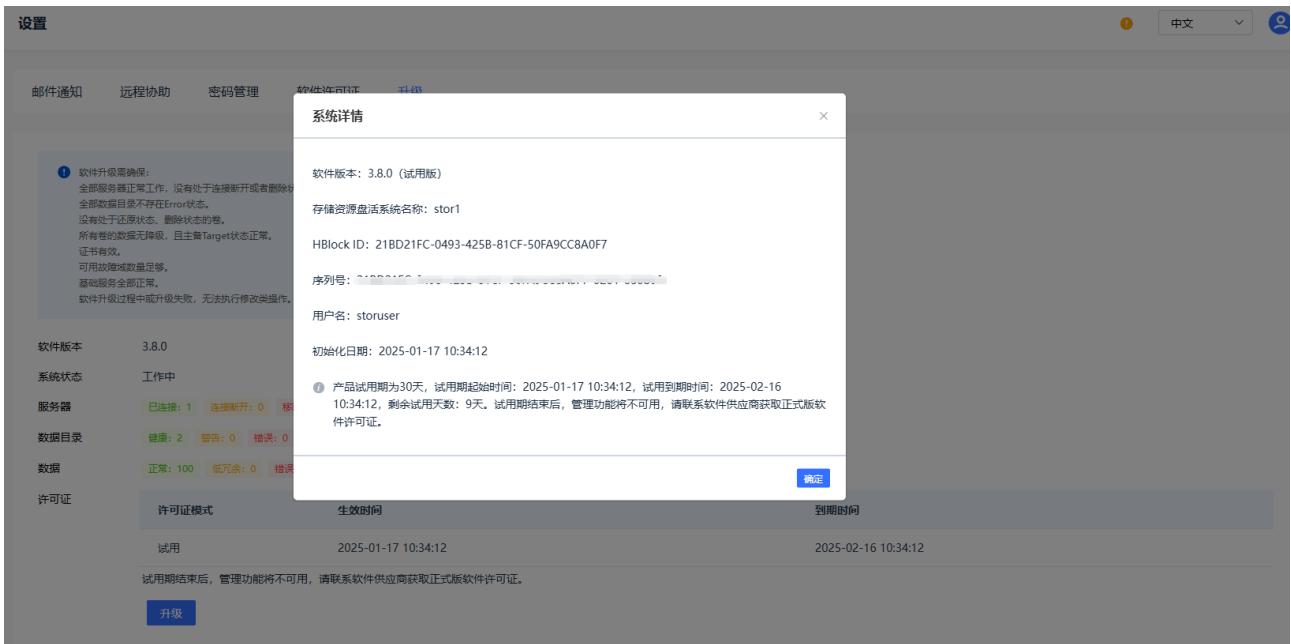 设置
中文
邮件通知 远程协助 密码管理 软件许可证 升级
系统详情
软件升级需确保：
全部服务器正常工作，没有处于连接断开或者删除状
全部数据目录不存在Error状态。
没有处于还原状态、删除状态的卷。
所有卷的数据无降级，且主备Target状态正常。
证书有效。
可用故障域数量足够。
基础服务全部正常。
软件升级过程中或升级失败，无法执行修改类操作。
软件版本：3.8.0（试用版）
存储资源盘活系统名称：stor1
HBlock ID：21BD21FC-0493-425B-81CF-50FA9CC8A0F7
序列号：
用户名：storuser
初始化日期：2025-01-17 10:34:12
产品试用期为30天，试用期起始时间：2025-01-17 10:34:12，试用到期时间：2025-02-16
10:34:12，剩余试用天数：9天。试用期结束后，管理功能将不可用，请联系软件供应商获取正式版软
件许可证。
确定
软件版本 3.8.0
系统状态 工作中
服务器 已连接：1 连接断开：0 移
数据目录 健康：2 警告：0 错误：0
数据 正常：100 低冗余：0 错误
许可证
许可证模式 生效时间 到期时间
试用 2025-01-17 10:34:12 2025-02-16 10:34:12
试用期结束后，管理功能将不可用，请联系软件供应商获取正式版软件许可证。
升级